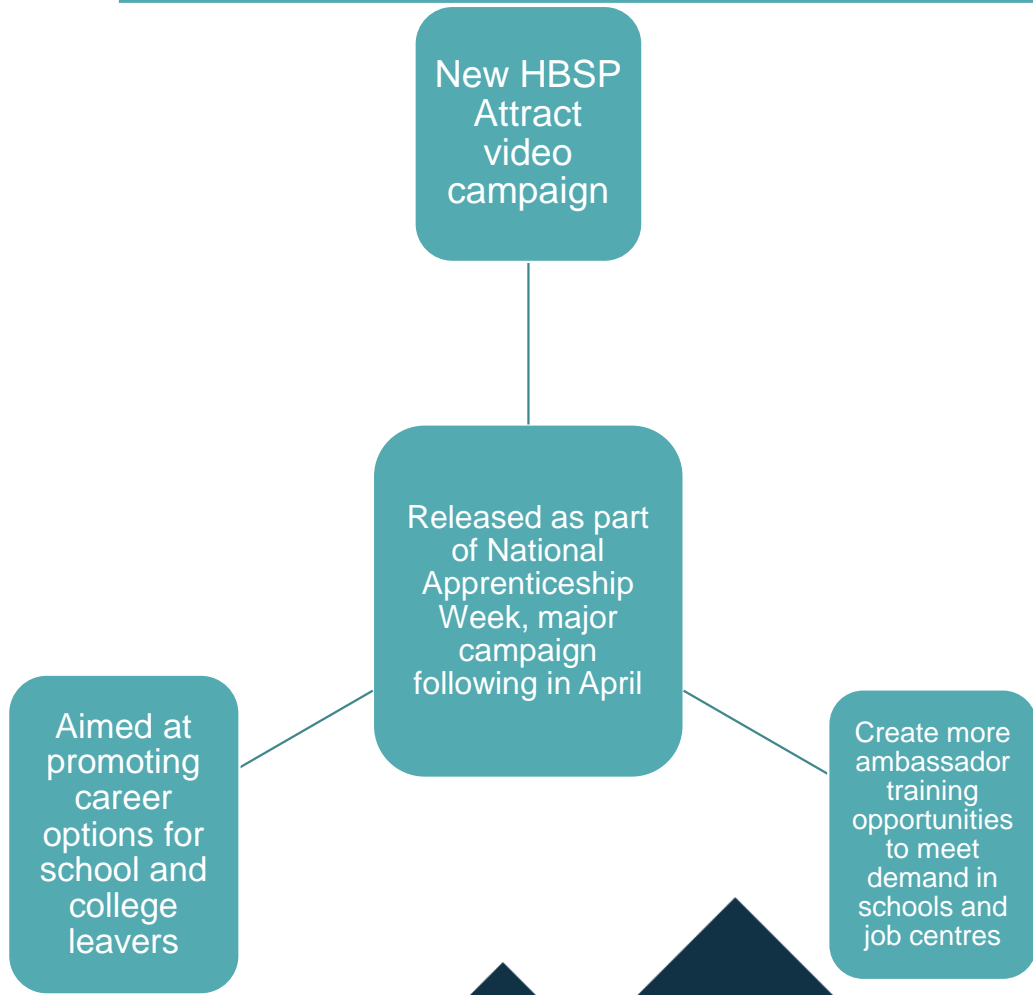 New HBSP
Attract
video
campaign
Released as part
of National
Apprenticeship
Week, major
campaign
following in April
Aimed at
promoting
career
options for
school and
college
leavers
Create more
ambassador
training
opportunities
to meet
demand in
schools and
job centres